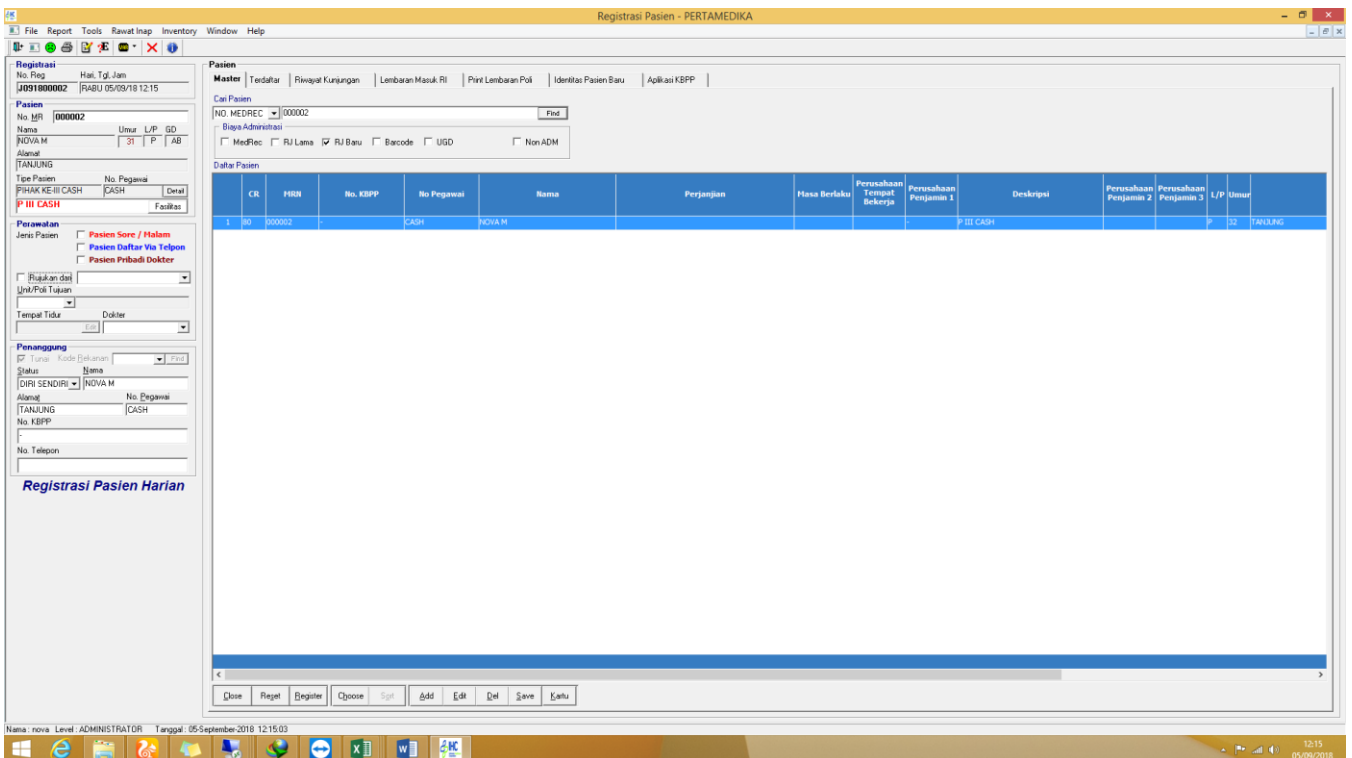 Registrasi Pasien - PERTAMEDIKA
File Report Tools Rawat Inap Inventory Window Help
Registrasi
No. Reg Hari, Tgl, Jam
J091800002 RABU 05/09/18 12:15
Pasien
No. MR 000002
Nama Umur L/P GD
NOVA M 31 P AB
Alamat
TANJUNG
Tipe Pasien No. Pegawai
PIHAK KE-III CASH CASH Detail
P III CASH Fasilitas
Perawatan
Jenis Pasien Pasien Sore / Malam
Pasien Daftar Via Telpon
Pasien Pribadi Dokter
Rujukan dari
Unit/Poli Tujuan
Tempat Tidur Dokter
Edit
Penanggung
Tunai Kode Rekanan Find
Status Nama
DIRI SENDIRI NOVA M
Alamat No. Pegawai
TANJUNG CASH
No. KBPP
-
No. Telepon
Registrasi Pasien Harian
Pasien
Master Terdaftar Riwayat Kunjungan Lembaran Masuk RI Print Lembaran Poli Identitas Pasien Baru Aplikasi KBPP
Cari Pasien
NO. MEDREC 000002 Find
Biaya Administrasi
MedRec RJ Lama RJ Baru Barcode UGD Non ADM
Daftar Pasien
CR MRN No. KBPP No Pegawai Nama Perjanjian Masa Berlaku Perusahaan Tempat Bekerja Perusahaan Penjamin 1 Deskripsi Perusahaan Penjamin 2 Perusahaan Penjamin 3 L/P Umur
1 80 000002 - CASH NOVA M - P III CASH P 32 TANJUNG
Close Reset Register Choose Sprt Add Edit Del Save Kartu
Nama : nova Level : ADMINISTRATOR Tanggal : 05-September-2018 12:15:03
12:15
05/09/2018